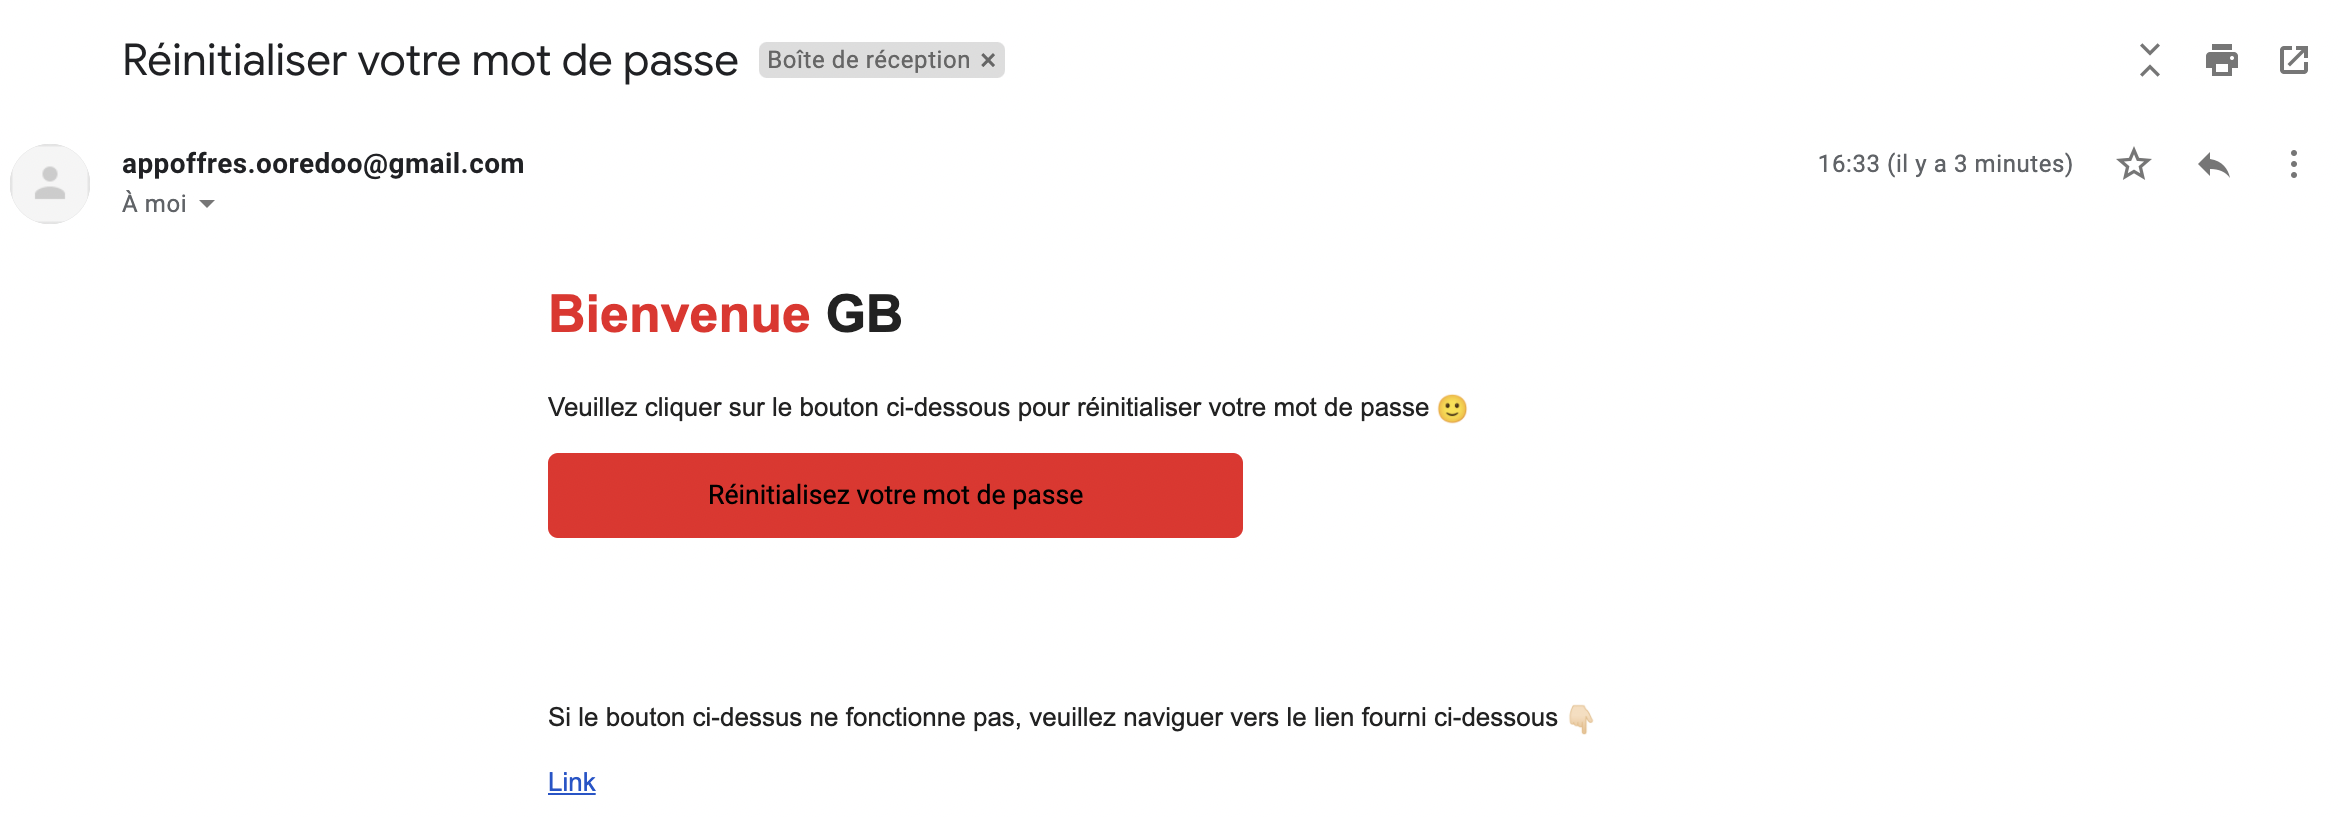 Réinitialiser votre mot de passe Boîte de réception ×
appoffres.ooredoo@gmail.com 16:33 (il y a 3 minutes)
À moi
Bienvenue GB
Veuillez cliquer sur le bouton ci-dessous pour réinitialiser votre mot de passe 🙂
Réinitialisez votre mot de passe
Si le bouton ci-dessus ne fonctionne pas, veuillez naviguer vers le lien fourni ci-dessous 👇🏻
Link